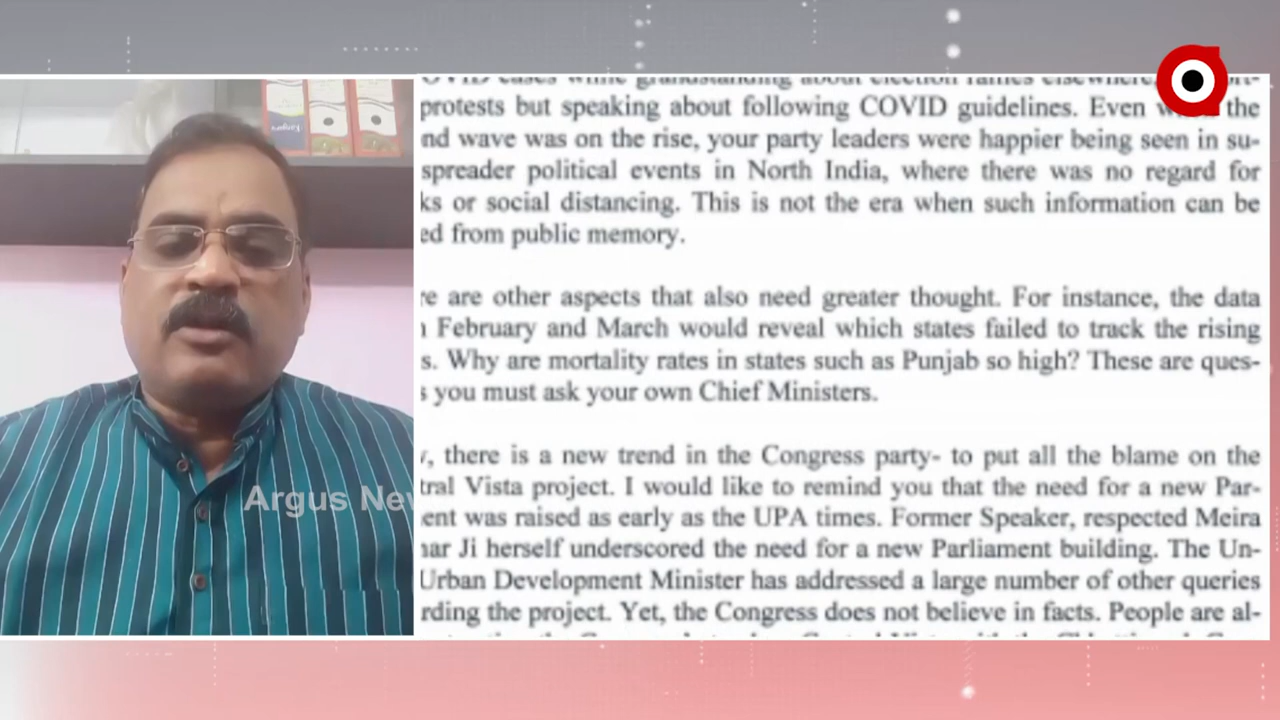 protests but speaking about following COVID guidelines. Even the
nd wave was on the rise, your party leaders were happier being seen in su-
spreader political events in North India, where there was no regard for
ks or social distancing. This is not the era when such information can be
ed from public memory.
re are other aspects that also need greater thought. For instance, the data
February and March would reveal which states failed to track the rising
s. Why are mortality rates in states such as Punjab so high? These are ques-
s you must ask your own Chief Ministers.
, there is a new trend in the Congress party- to put all the blame on the
tral Vista project. I would like to remind you that the need for a new Par-
ent was raised as early as the UPA times. Former Speaker, respected Meira
ar Ji herself underscored the need for a new Parliament building. The Un-
Urban Development Minister has addressed a large number of other queries
rding the project. Yet, the Congress does not believe in facts. People are al-
Argus Nev